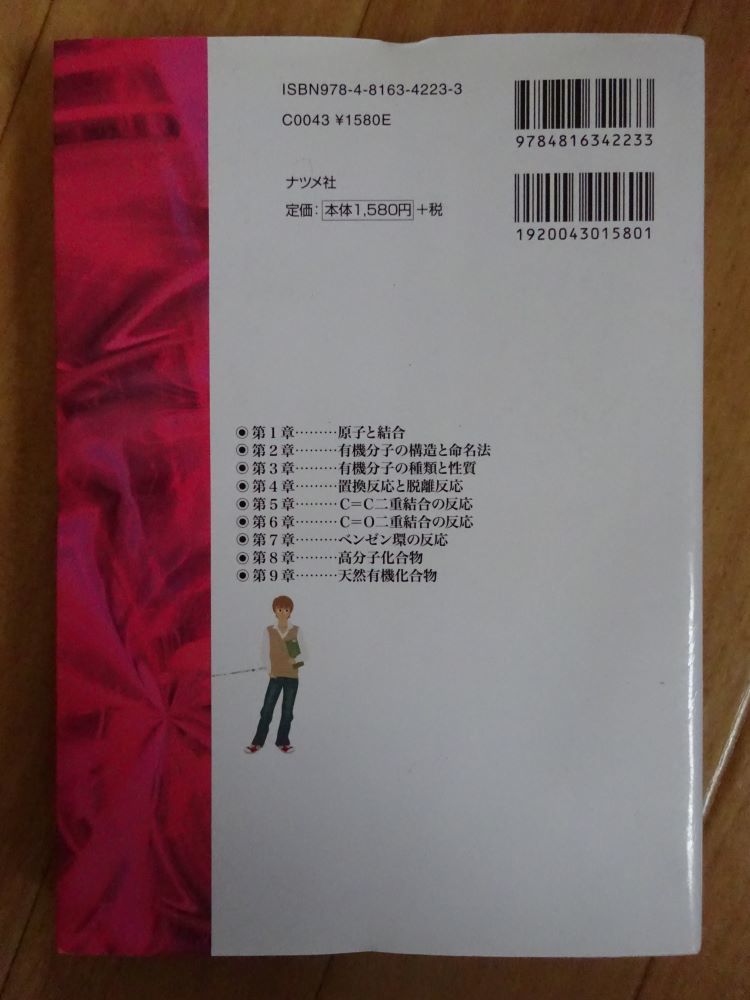 ISBN978-4-8163-4223-3
C0043 ¥1580E
9784816342233
ナツメ社
定価：本体1,580円＋税
1920043015801
◉第１章………原子と結合
◉第２章………有機分子の構造と命名法
◉第３章………有機分子の種類と性質
◉第４章………置換反応と脱離反応
◉第５章………C＝C二重結合の反応
◉第６章………C＝O二重結合の反応
◉第７章………ベンゼン環の反応
◉第８章………高分子化合物
◉第９章………天然有機化合物